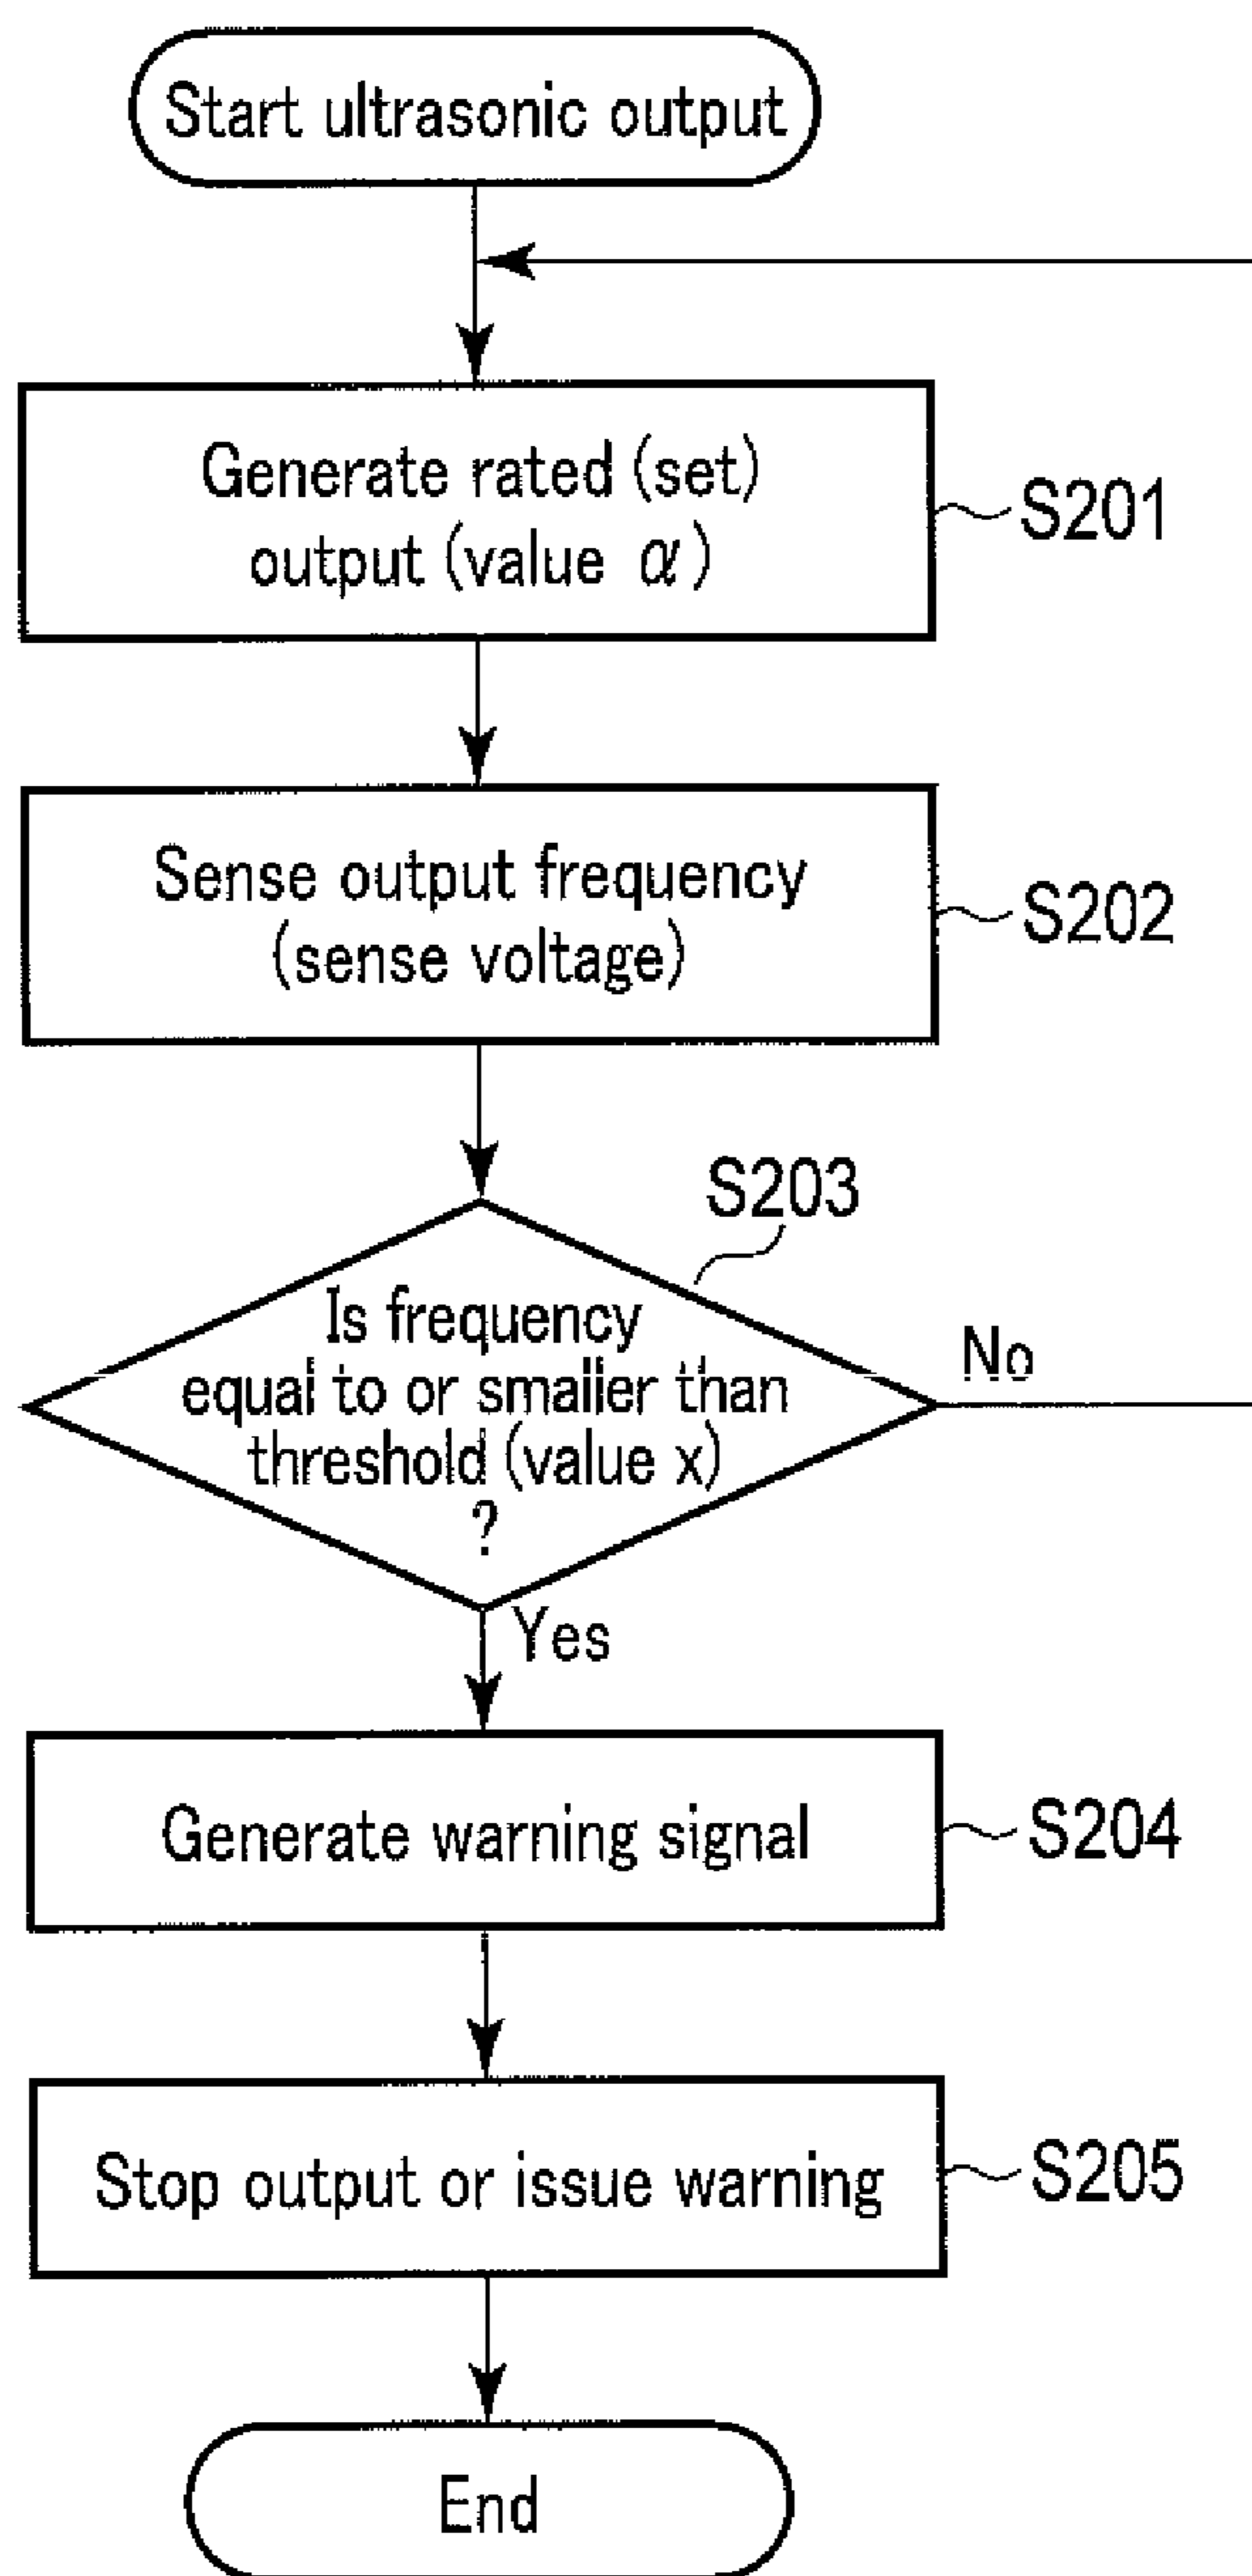 Start ultrasonic output
Generate rated (set)
output (value α)
S201
Sense output frequency
(sense voltage)
S202
S203
Is frequency
equal to or smaller than
threshold (value x)
?
No
Yes
Generate warning signal
S204
Stop output or issue warning
S205
End